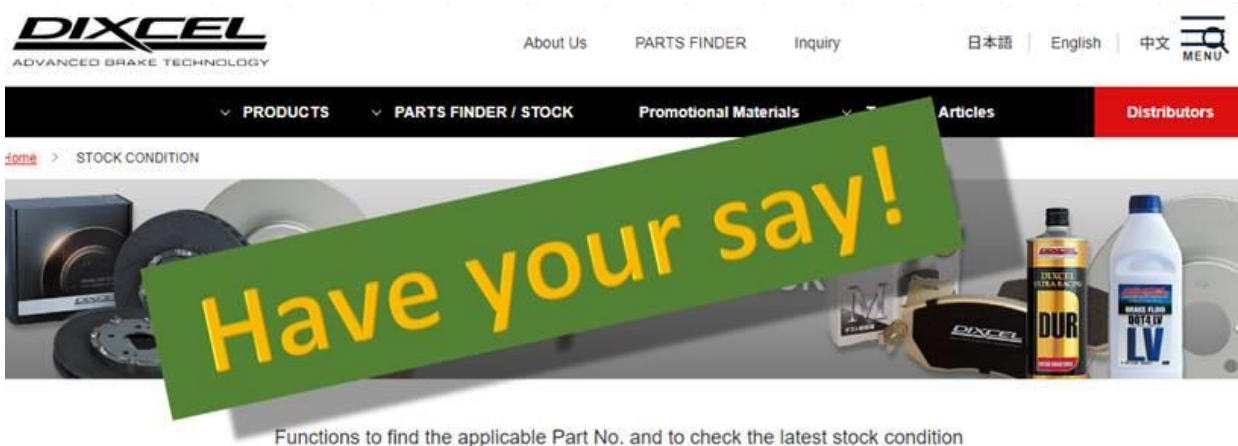 DIXCEL
ADVANCED BRAKE TECHNOLOGY
About Us PARTS FINDER Inquiry 日本語 English 中文 MENU
PRODUCTS PARTS FINDER / STOCK Promotional Materials Articles Distributors
Home > STOCK CONDITION
Have your say!
M
DIXCEL
DIXCEL
ULTRA RACING
DUR
DIXCEL
BRAKE FLUID
DOT4 LV
LV
Functions to find the applicable Part No. and to check the latest stock condition